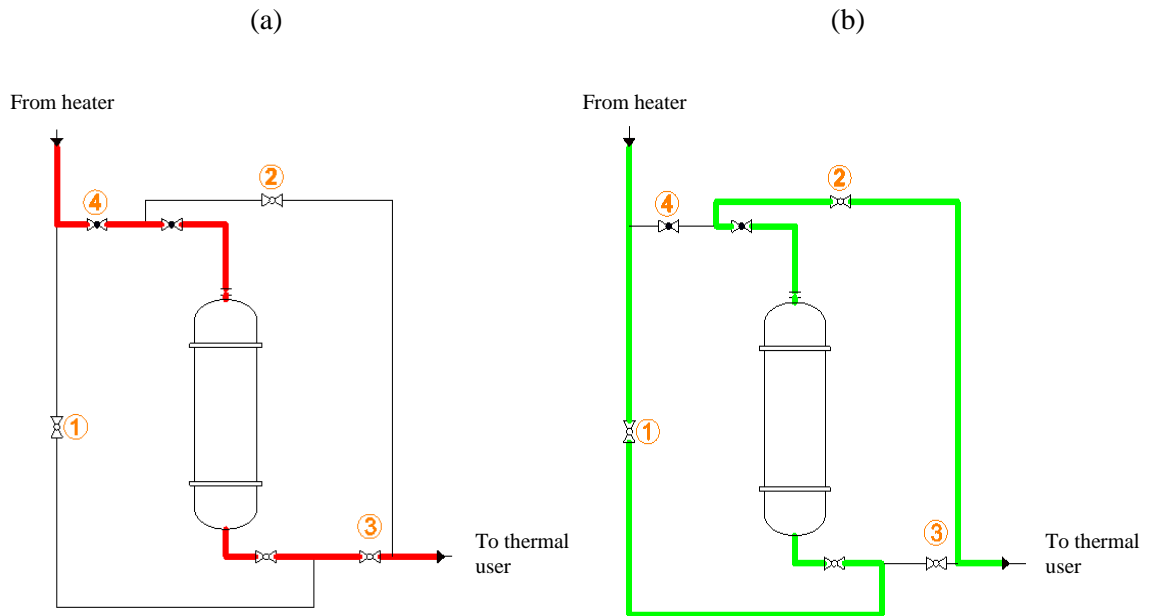 (a)
(b)
From heater
From heater
2
2
4
4
1
1
3
3
To thermal
user
To thermal
user